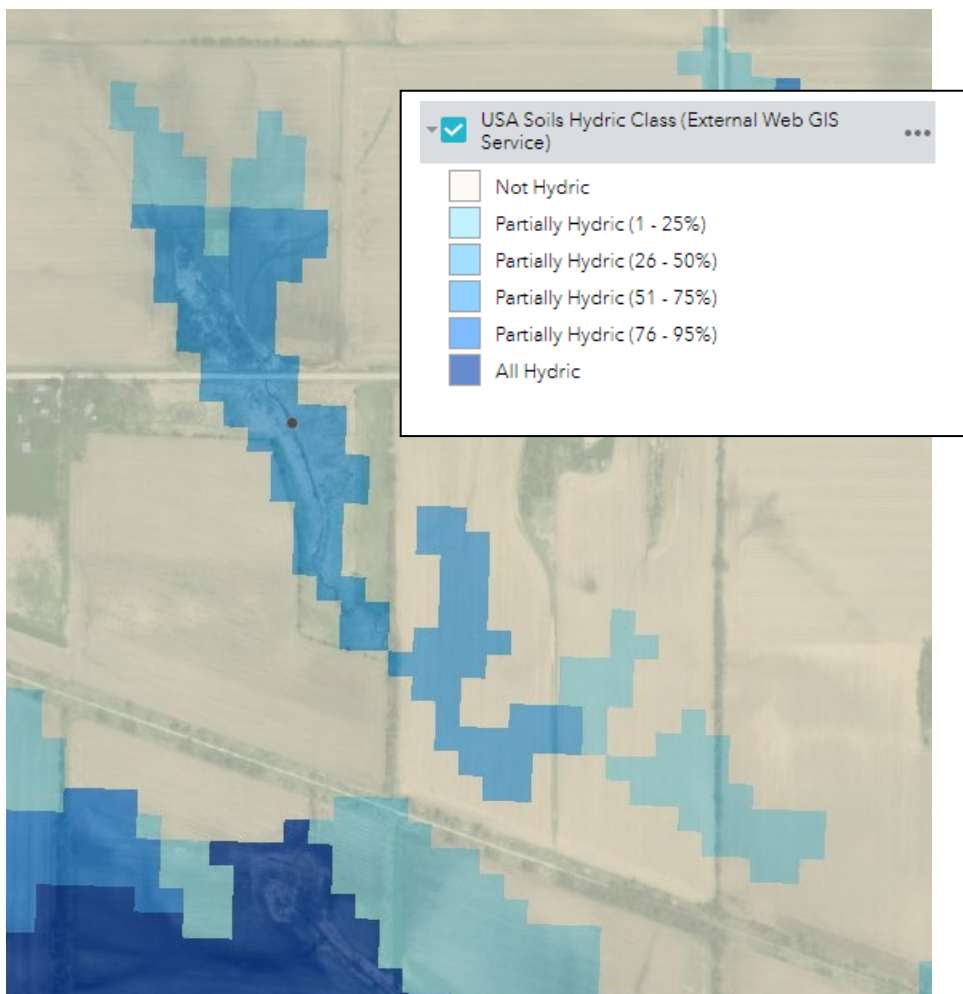 USA Soils Hydric Class (External Web GIS
Service)
Not Hydric
Partially Hydric (1 - 25%)
Partially Hydric (26 - 50%)
Partially Hydric (51 - 75%)
Partially Hydric (76 - 95%)
All Hydric